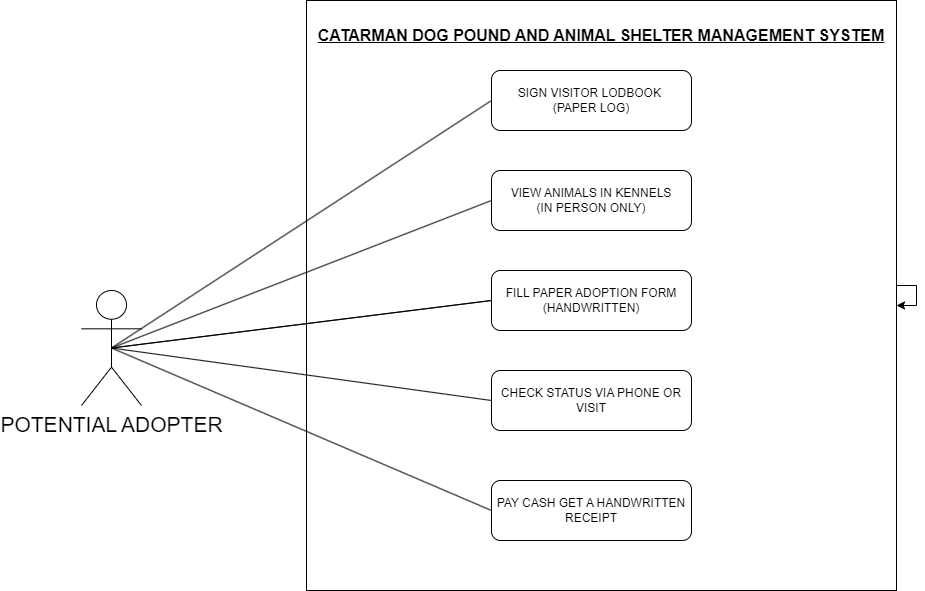 CATARMAN DOG POUND AND ANIMAL SHELTER MANAGEMENT SYSTEM
SIGN VISITOR LODBOOK
(PAPER LOG)
VIEW ANIMALS IN KENNELS
(IN PERSON ONLY)
FILL PAPER ADOPTION FORM
(HANDWRITTEN)
CHECK STATUS VIA PHONE OR
VISIT
POTENTIAL ADOPTER
PAY CASH GET A HANDWRITTEN
RECEIPT